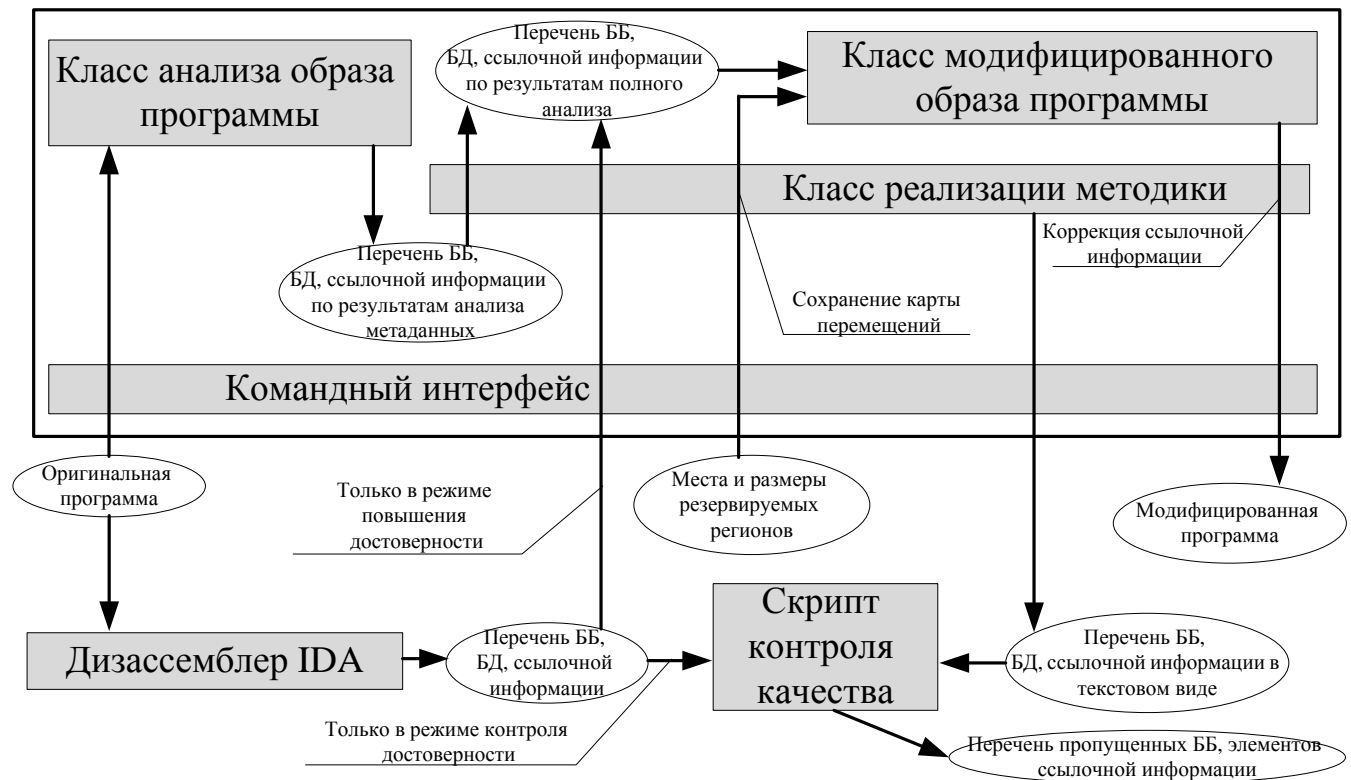 Перечень ББ,
БД, ссылочной информации
по результатам полного
анализа
Класс анализа образа
программы
Класс модифицированного
образа программы
Класс реализации методики
Перечень ББ,
БД, ссылочной информации
по результатам анализа
метаданных
Коррекция ссылочной
информации
Сохранение карты
перемещений
Командный интерфейс
Оригинальная
программа
Только в режиме
повышения
достоверности
Места и размеры
резервируемых
регионов
Модифицированная
программа
Дизассемблер IDA
Перечень ББ,
БД, ссылочной
информации
Скрипт
контроля
качества
Перечень ББ,
БД, ссылочной информации в
текстовом виде
Только в режиме контроля
достоверности
Перечень пропущенных ББ, элементов
ссылочной информации